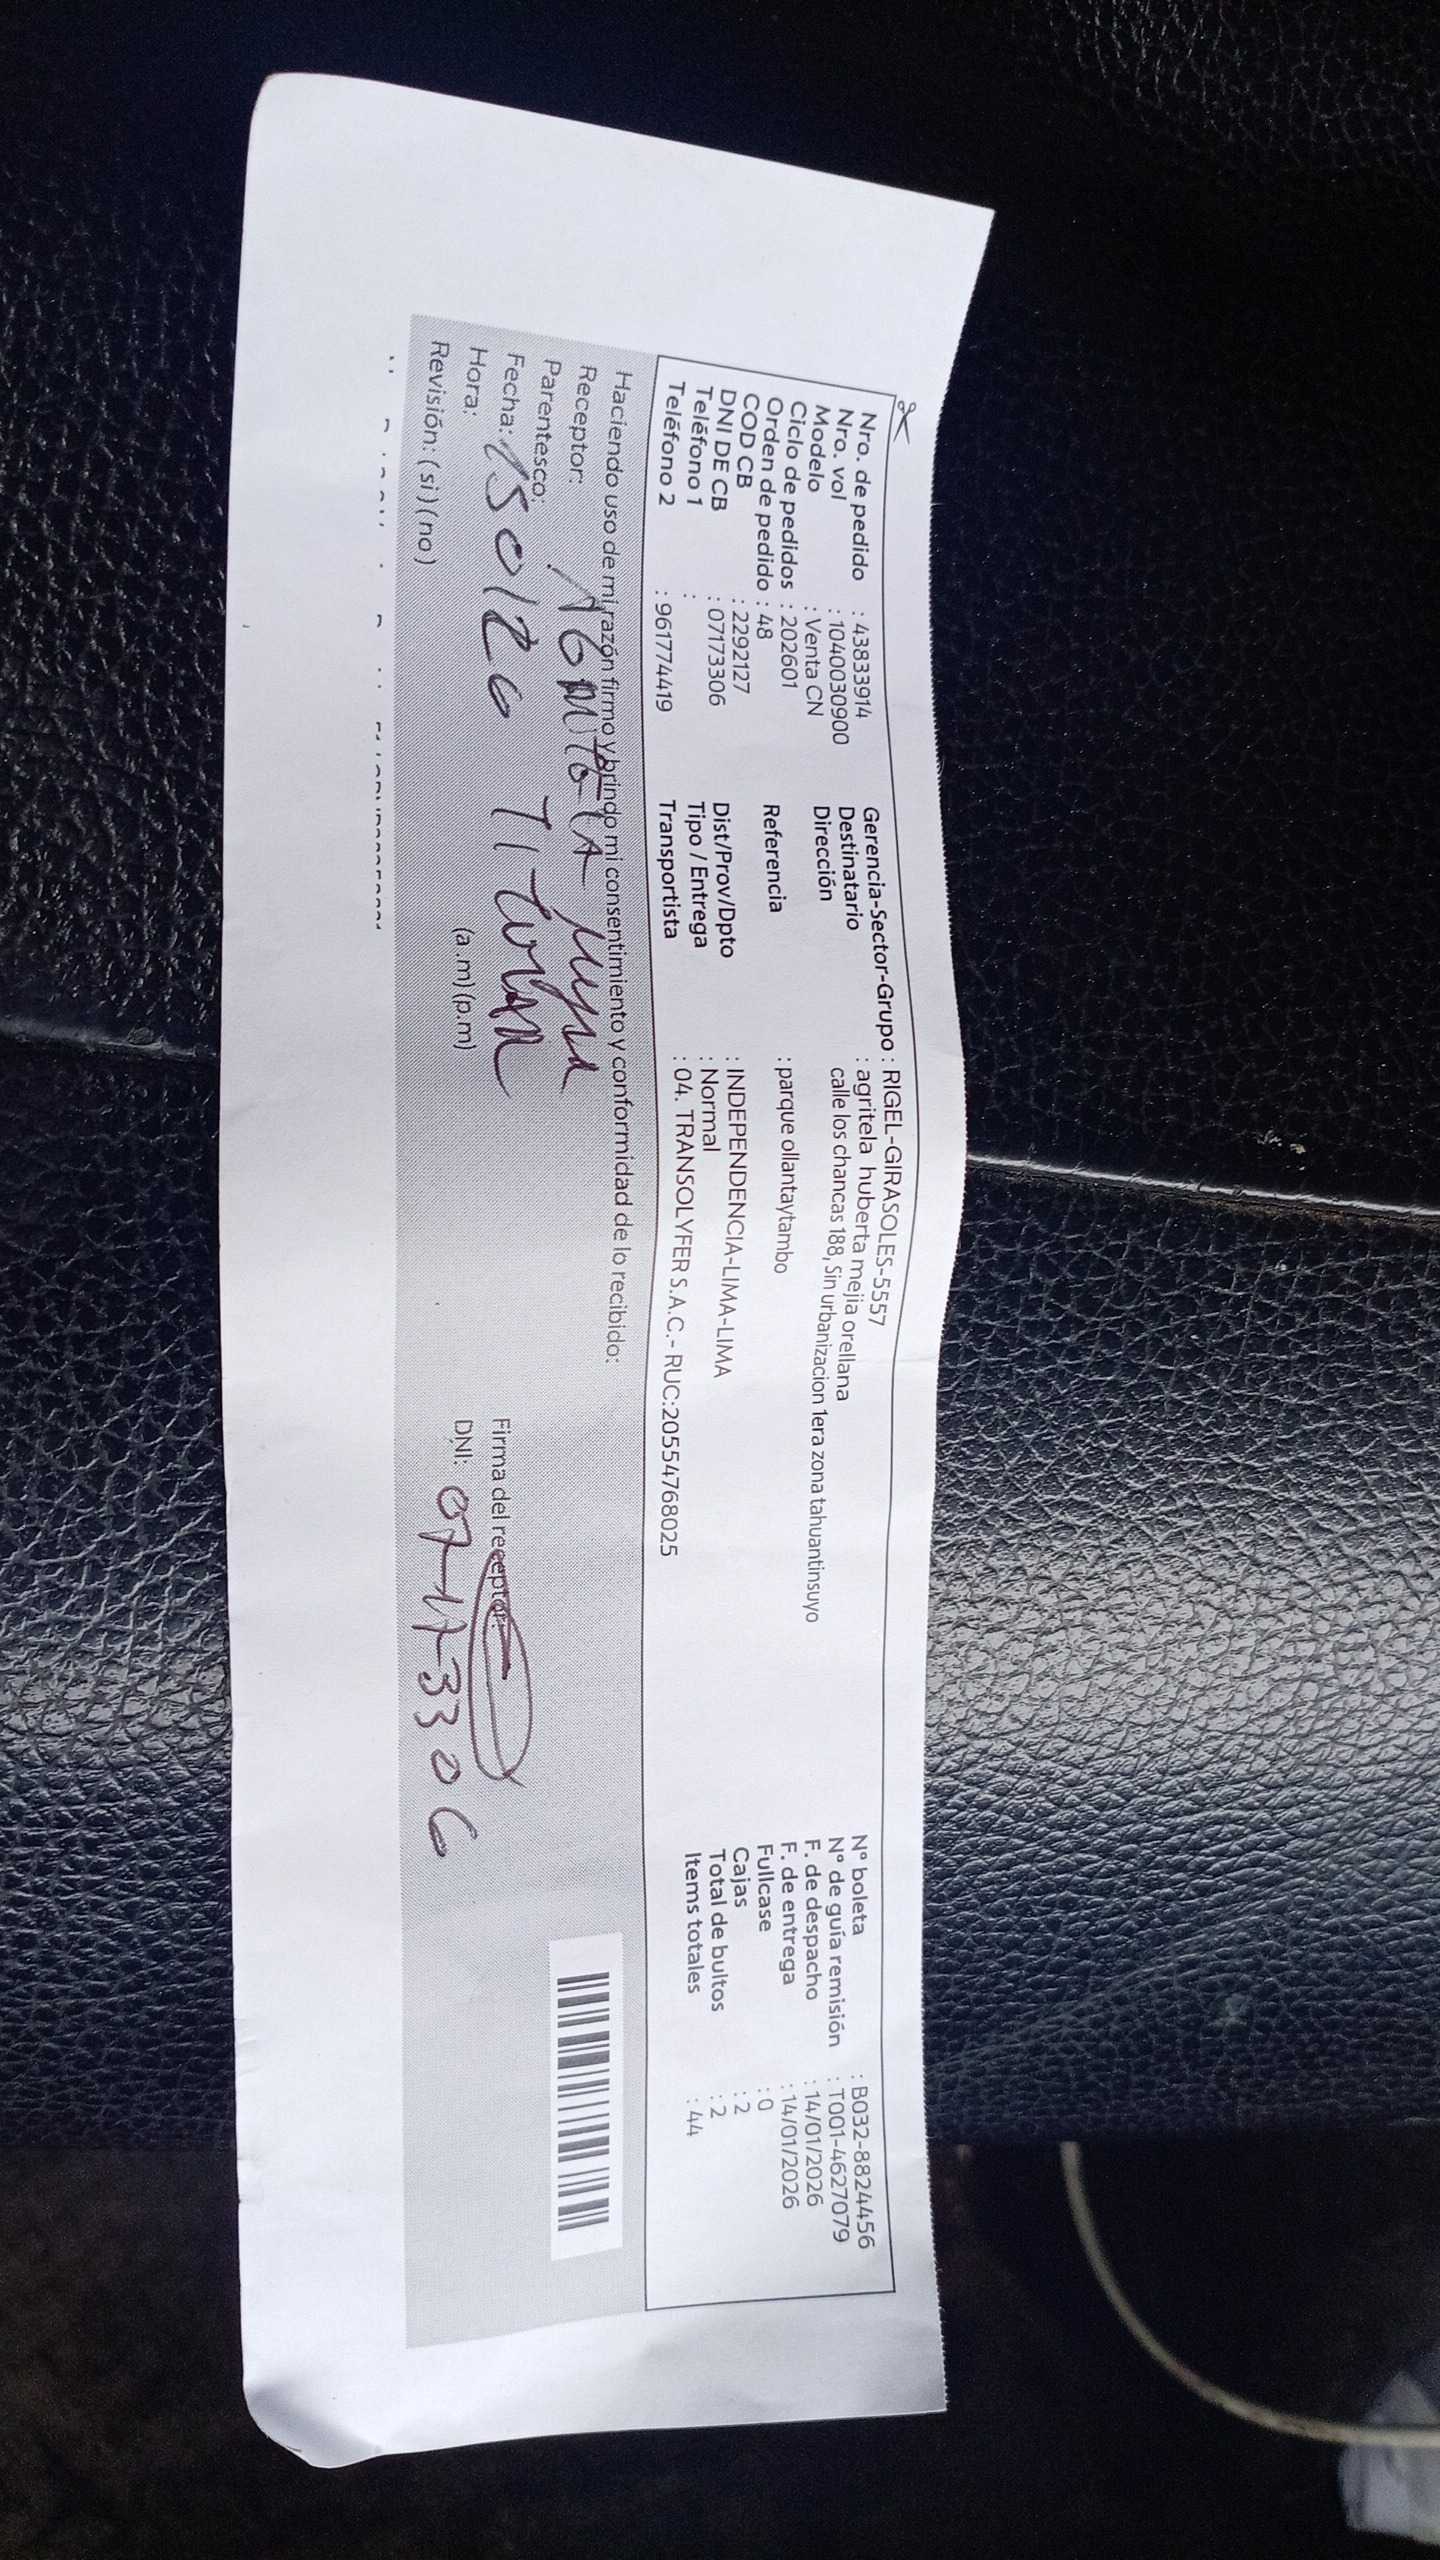 Nro. de pedido : 43833914
Nro. vol : 1040030900
Modelo : Venta CN
Ciclo de pedidos : 202601
Orden de pedido : 48
COD CB : 2292127
DNI DE CB : 07173306
Teléfono 1 :
Teléfono 2 : 961774419
Gerencia-Sector-Grupo : RIGEL-GIRASOLES-5557
Destinatario : agritela huberta mejia orellana
Dirección calle los chancas 188, Sin urbanizacion 1era zona tahuantinsuyo
Referencia : parque ollantaytambo
Dist/Prov/Dpto : INDEPENDENCIA-LIMA-LIMA
Tipo / Entrega : Normal
Transportista : 04. TRANSOLYFER S.A.C.- RUC:20554768025
N° boleta : B032-8824456
N° de guía remisión : T001-4627079
F. de despacho : 14/01/2026
F. de entrega : 14/01/2026
Fullcase : 0
Cajas : 2
Total de bultos : 2
Items totales : 44
Haciendo uso de mi razón firmo y brindo mi consentimiento y conformidad de lo recibido:
Receptor:
Parentesco:
Fecha:
Hora: (a.m) (p.m)
Revisión: ( si ) ( no )
Firma del receptor:
DNI: 07173306